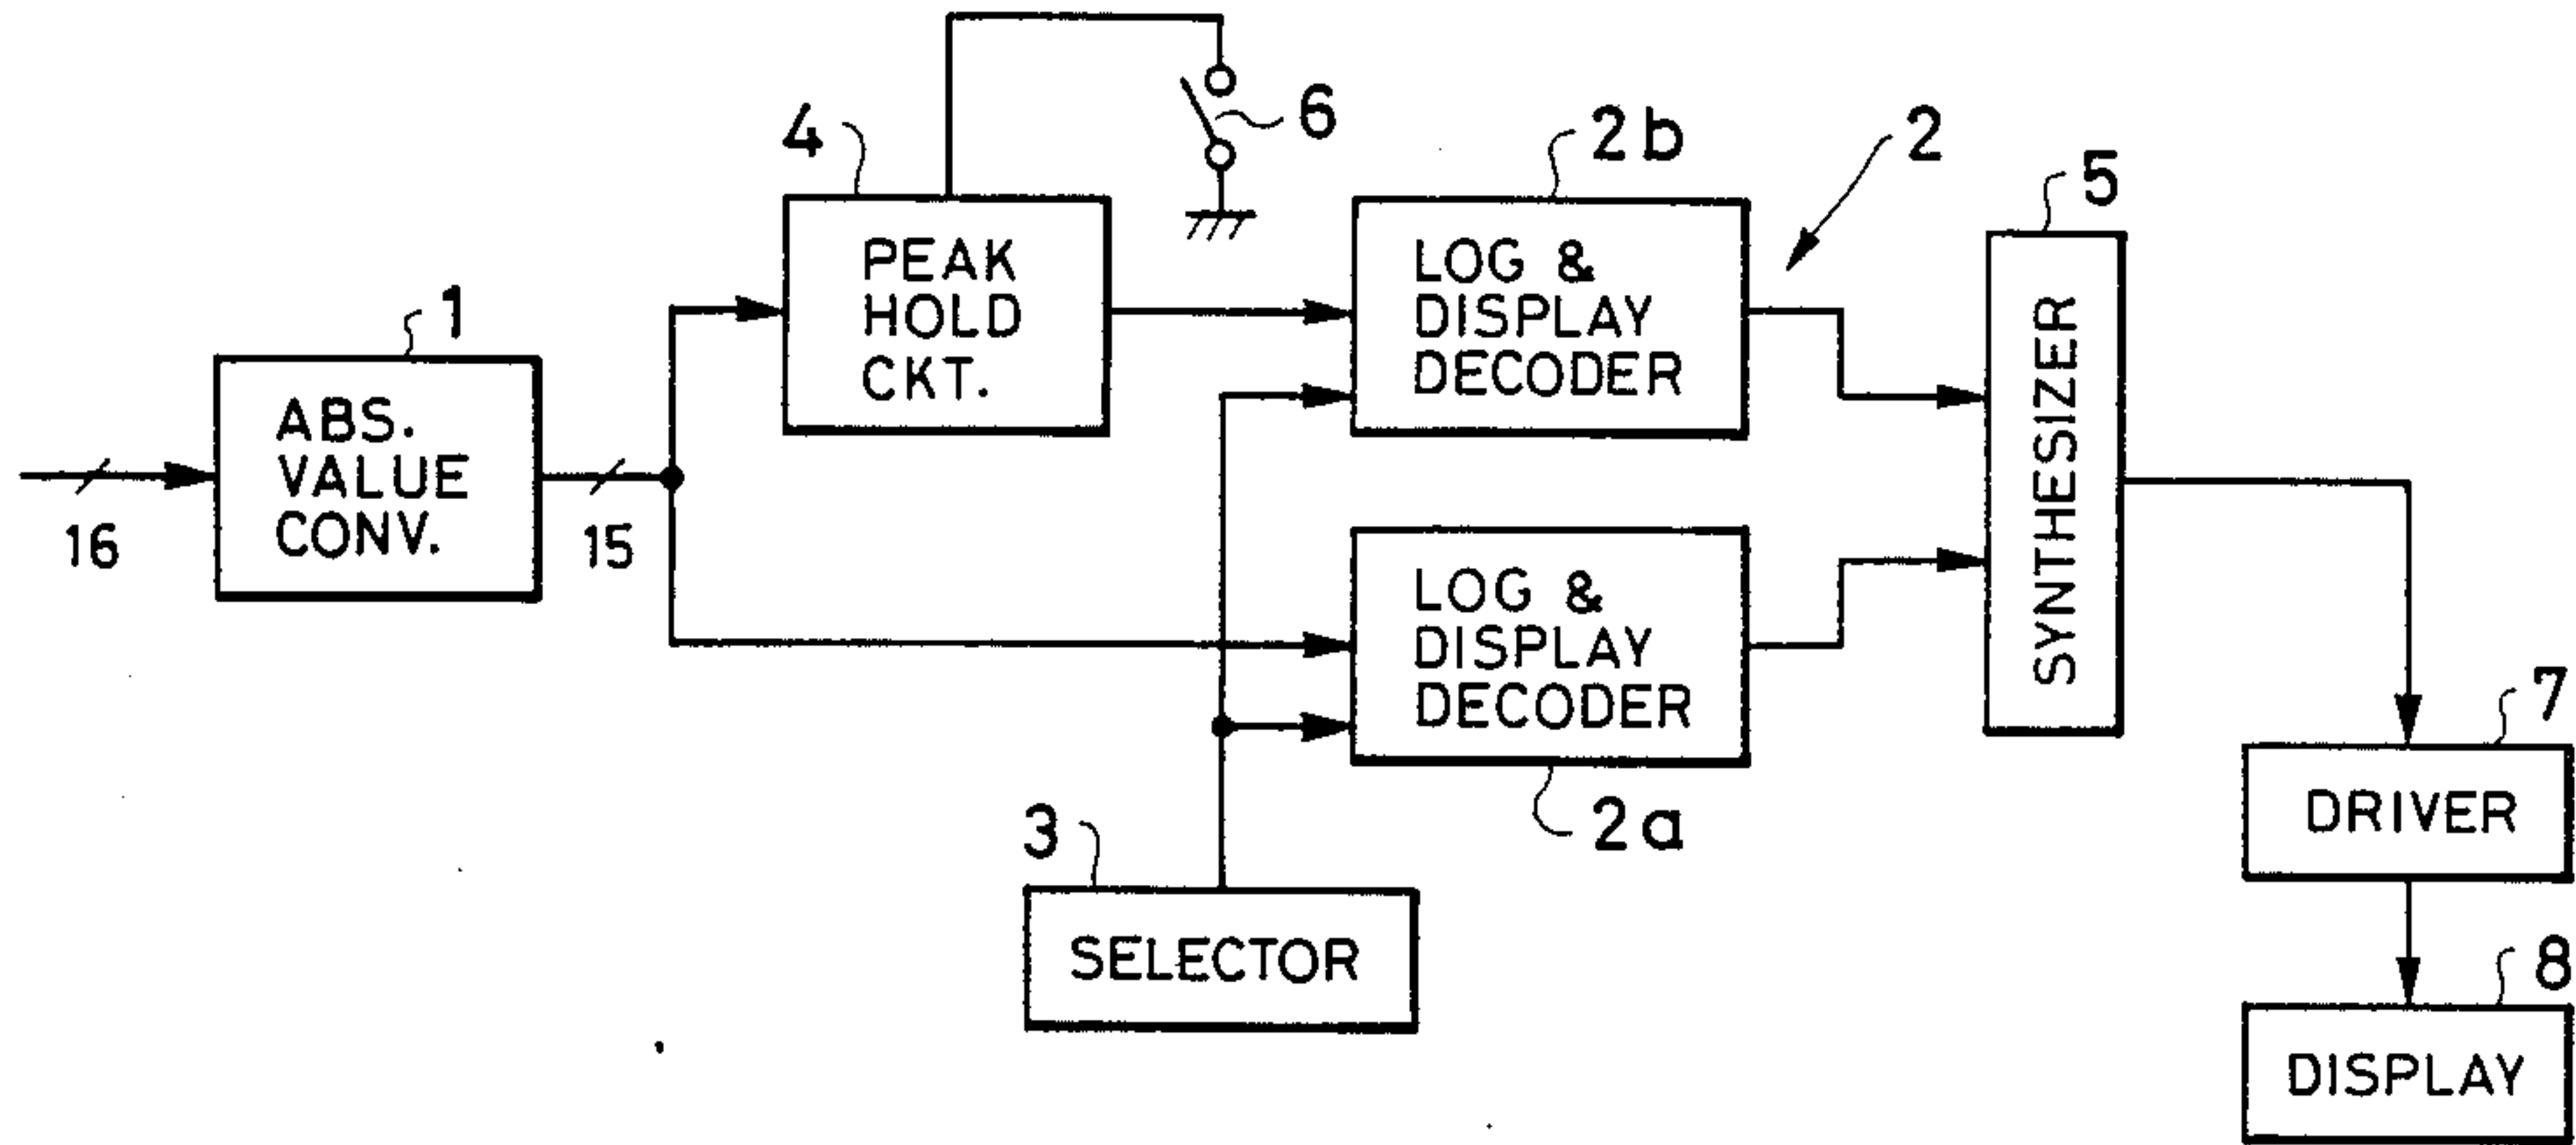 6
4
2b
2
5
PEAK
HOLD
CKT.
LOG &
DISPLAY
DECODER
1
ABS.
VALUE
CONV.
16
15
SYNTHESIZER
LOG &
DISPLAY
DECODER
2a
3
SELECTOR
7
DRIVER
8
DISPLAY